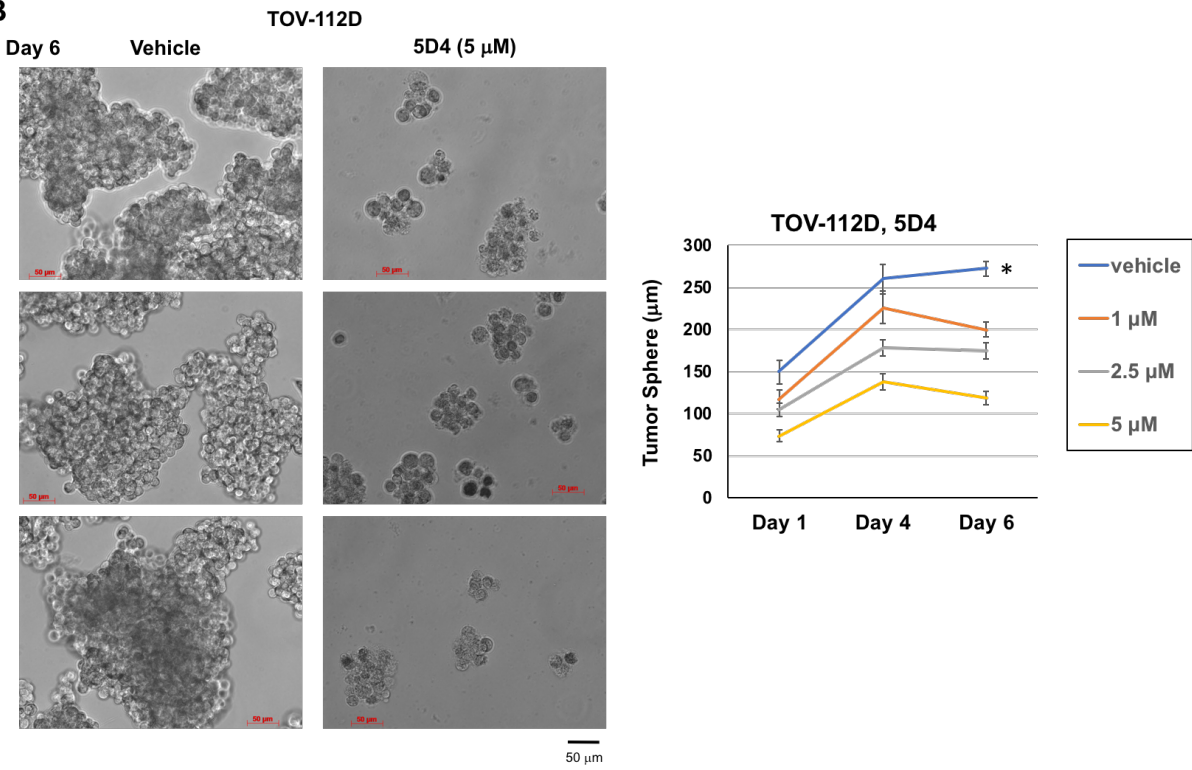 B
TOV-112D
Day 6 Vehicle 5D4 (5 µM)
50 µm
50 µm
50 µm
50 µm
50 µm
50 µm
50 µm
TOV-112D, 5D4
Tumor Sphere (µm)
300
250
200
150
100
50
0
Day 1 Day 4 Day 6
*
vehicle
1 µM
2.5 µM
5 µM